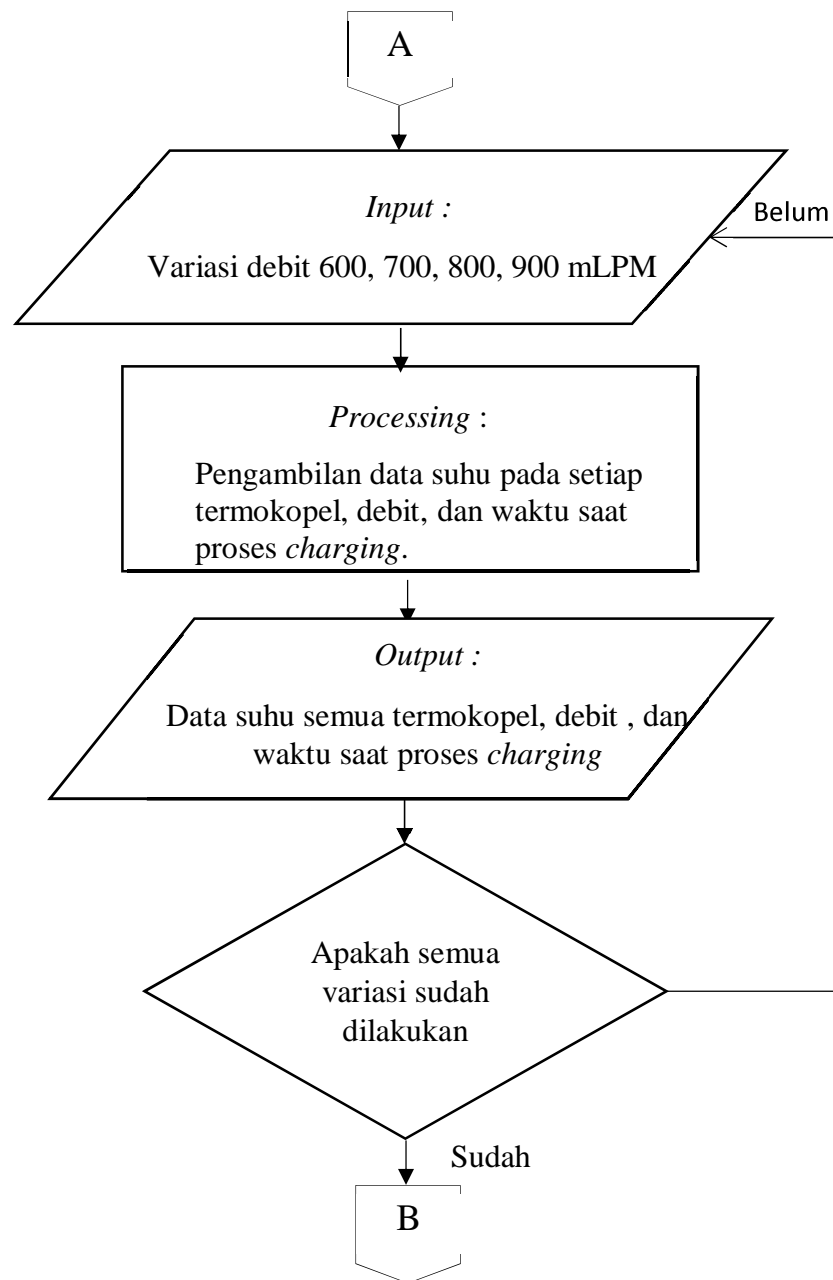 A
Input :
Belum
Variasi debit 600, 700, 800, 900 mLPM
Processing :
Pengambilan data suhu pada setiap
termokopel, debit, dan waktu saat
proses charging.
Output :
Data suhu semua termokopel, debit , dan
waktu saat proses charging
Apakah semua
variasi sudah
dilakukan
Sudah
B